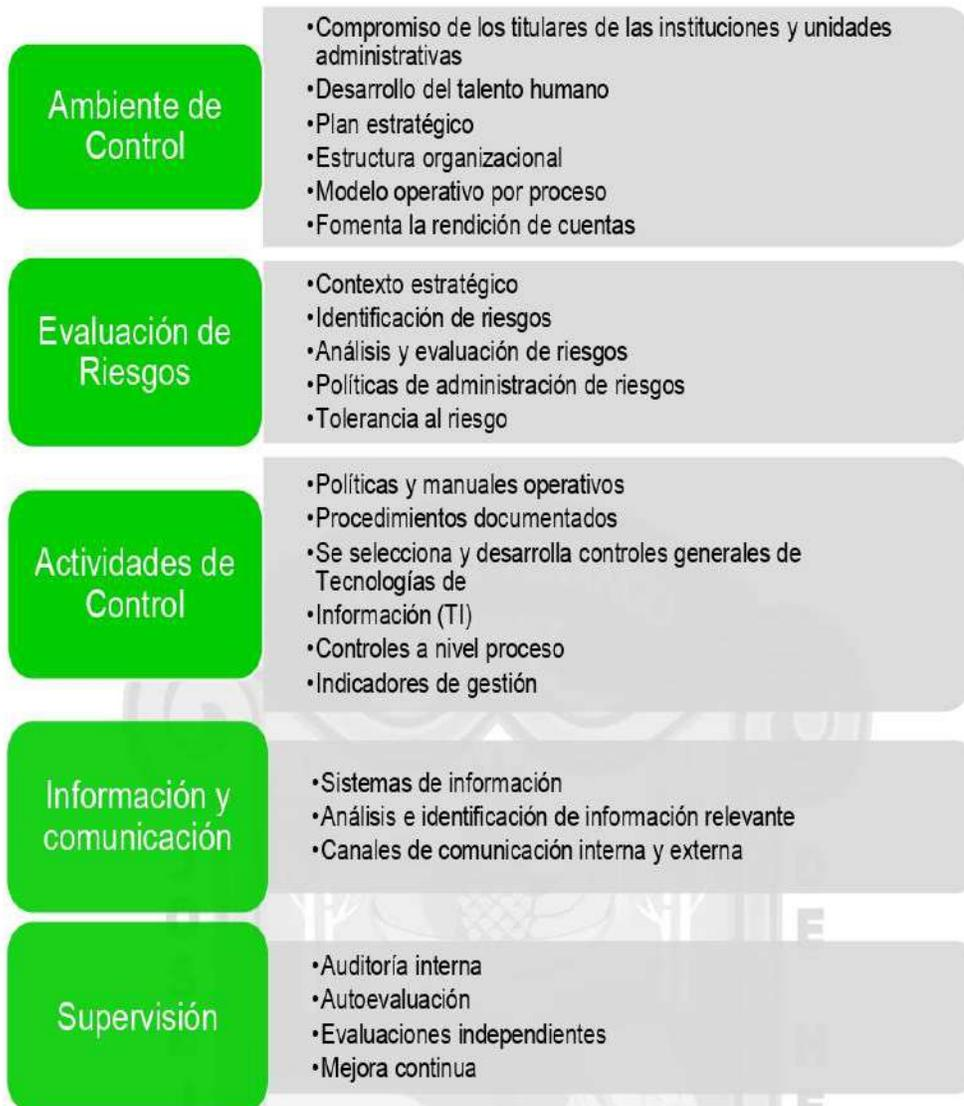 Ambiente de
Control
•Compromiso de los titulares de las instituciones y unidades
administrativas
•Desarrollo del talento humano
•Plan estratégico
•Estructura organizacional
•Modelo operativo por proceso
•Fomenta la rendición de cuentas
Evaluación de
Riesgos
•Contexto estratégico
•Identificación de riesgos
•Análisis y evaluación de riesgos
•Políticas de administración de riesgos
•Tolerancia al riesgo
Actividades de
Control
•Políticas y manuales operativos
•Procedimientos documentados
•Se selecciona y desarrolla controles generales de
Tecnologías de
•Información (TI)
•Controles a nivel proceso
•Indicadores de gestión
Información y
comunicación
•Sistemas de información
•Análisis e identificación de información relevante
•Canales de comunicación interna y externa
Supervisión
•Auditoría interna
•Autoevaluación
•Evaluaciones independientes
•Mejora continua